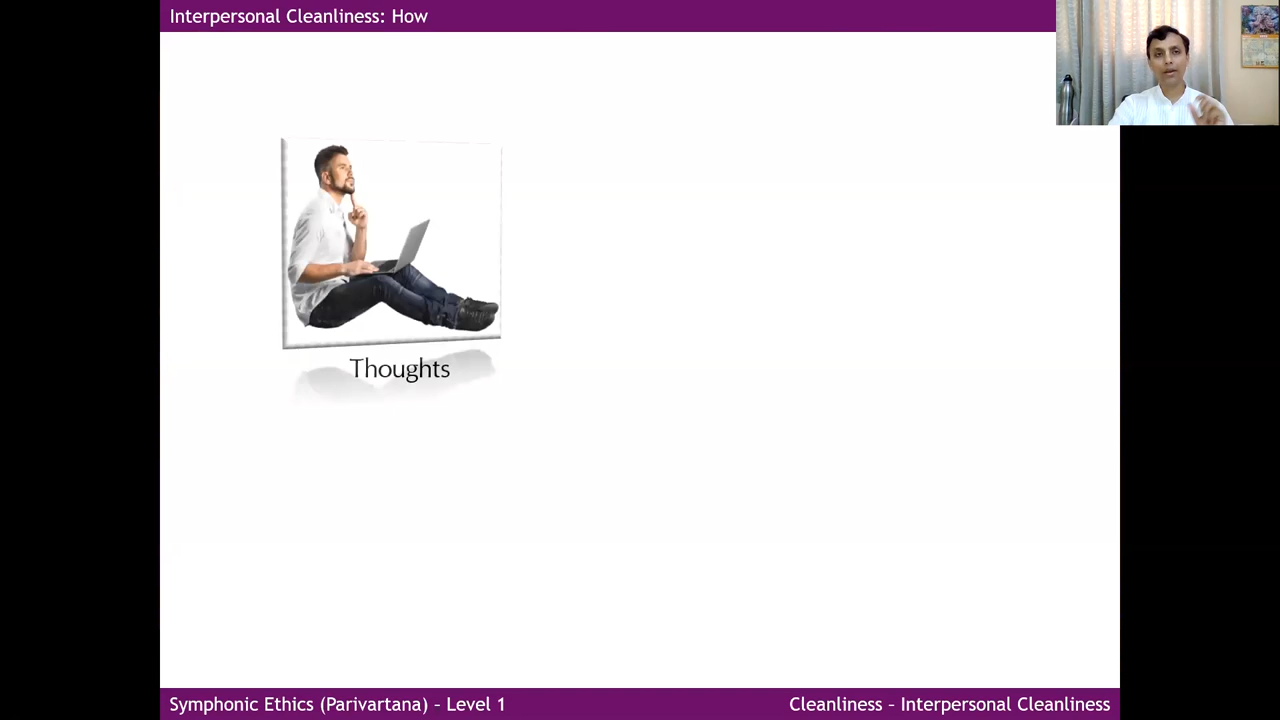 Interpersonal Cleanliness: How
Thoughts
Symphonic Ethics (Parivartana) – Level 1
Cleanliness – Interpersonal Cleanliness